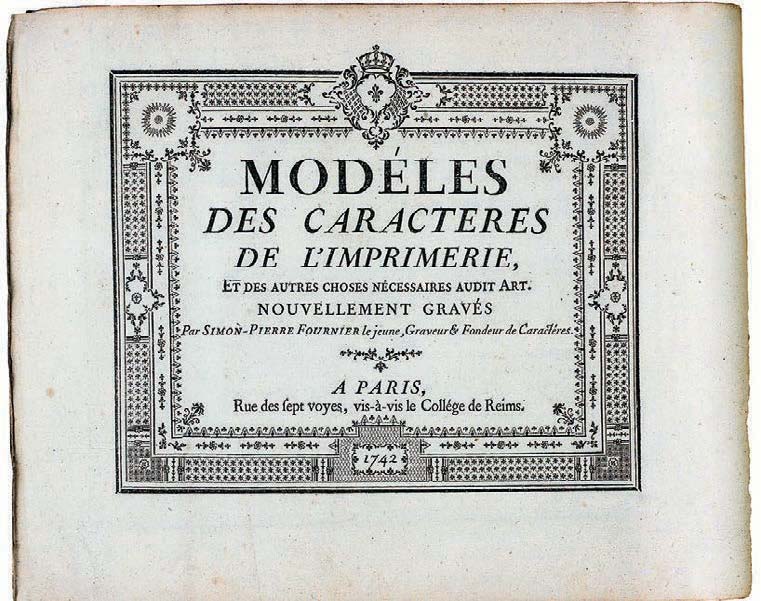 MODÉLES
DES CARACTERES
DE L'IMPRIMERIE,
ET DES AUTRES CHOSES NÉCESSAIRES AUDIT ART.
NOUVELLEMENT GRAVÉS
Par SIMON-PIERRE FOURNIER le jeune, Graveur & Fondeur de Caractéres.
A PARIS,
Rue des ſept voyes, vis-à-vis le Collége de Reims.
1742